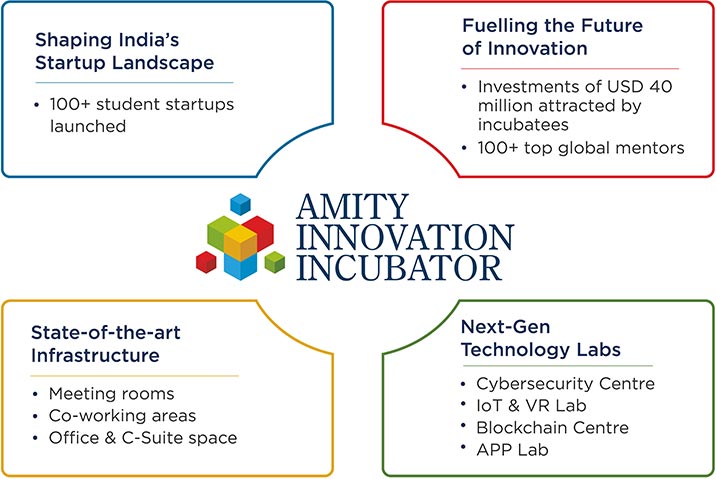 Shaping India's
Startup Landscape
• 100+ student startups
launched
Fuelling the Future
of Innovation
• Investments of USD 40
million attracted by
incubatees
• 100+ top global mentors
AMITY
INNOVATION
INCUBATOR
State-of-the-art
Infrastructure
• Meeting rooms
• Co-working areas
• Office & C-Suite space
Next-Gen
Technology Labs
• Cybersecurity Centre
• IoT & VR Lab
• Blockchain Centre
• APP Lab